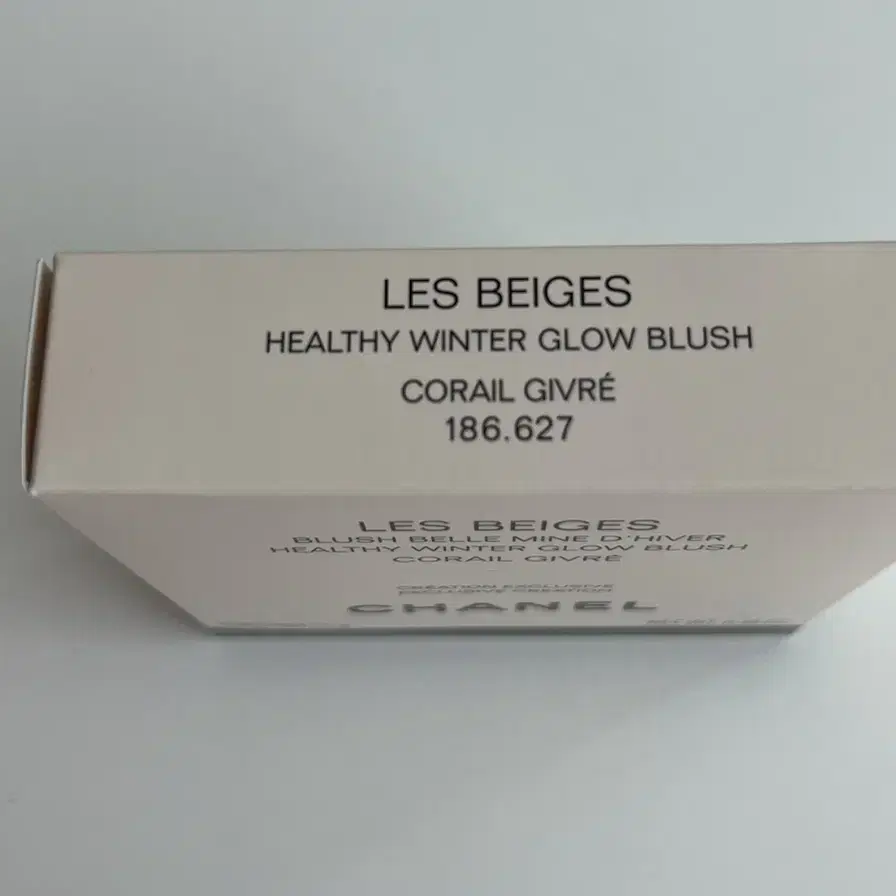 LES BEIGES
HEALTHY WINTER GLOW BLUSH
CORAIL GIVRÉ
186.627
LES BEIGES
BLUSH BELLE MINE D'HIVER
HEALTHY WINTER GLOW BLUSH
CORAIL GIVRÉ
CRÉATION EXCLUSIVE
EXCLUSIVE CREATION
CHANEL